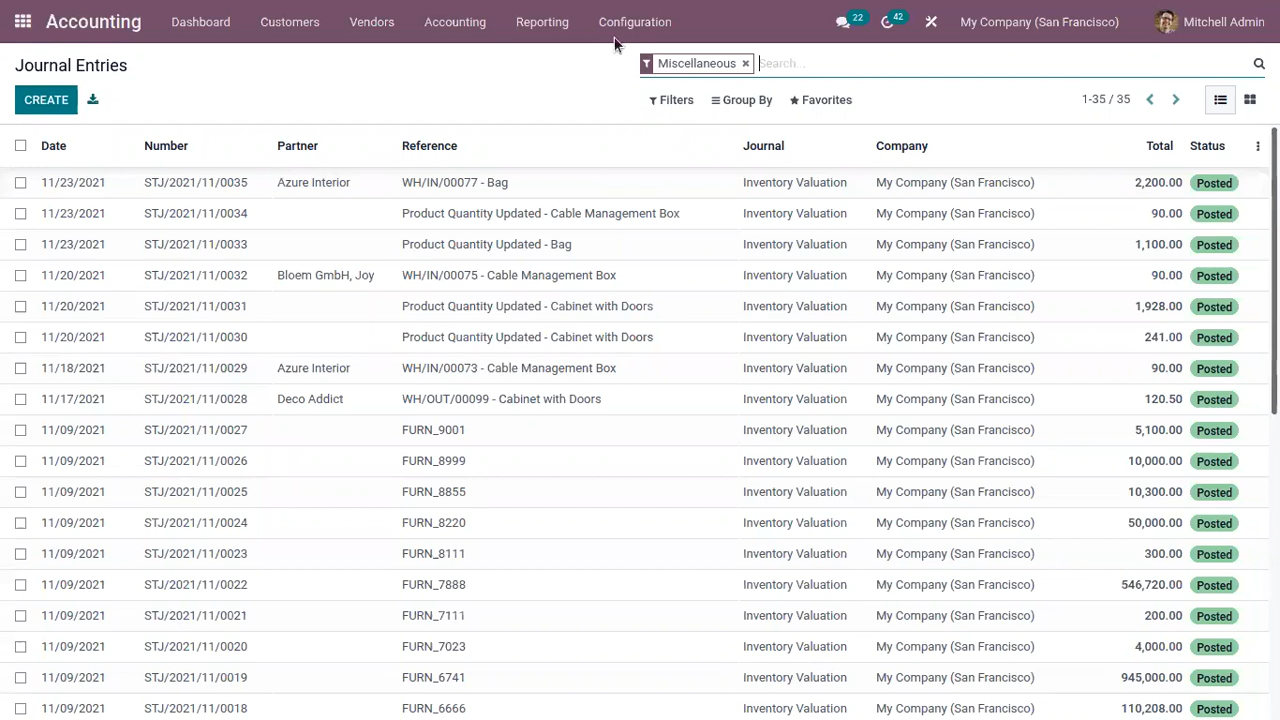 Accounting Dashboard Customers Vendors Accounting Reporting Configuration 22 42 My Company (San Francisco) Mitchell Admin
Journal Entries Miscellaneous × Search...
CREATE Filters Group By Favorites 1-35 / 35
Date Number Partner Reference Journal Company Total Status
11/23/2021 STJ/2021/11/0035 Azure Interior WH/IN/00077 - Bag Inventory Valuation My Company (San Francisco) 2,200.00 Posted
11/23/2021 STJ/2021/11/0034 Product Quantity Updated - Cable Management Box Inventory Valuation My Company (San Francisco) 90.00 Posted
11/23/2021 STJ/2021/11/0033 Product Quantity Updated - Bag Inventory Valuation My Company (San Francisco) 1,100.00 Posted
11/20/2021 STJ/2021/11/0032 Bloem GmbH, Joy WH/IN/00075 - Cable Management Box Inventory Valuation My Company (San Francisco) 90.00 Posted
11/20/2021 STJ/2021/11/0031 Product Quantity Updated - Cabinet with Doors Inventory Valuation My Company (San Francisco) 1,928.00 Posted
11/20/2021 STJ/2021/11/0030 Product Quantity Updated - Cabinet with Doors Inventory Valuation My Company (San Francisco) 241.00 Posted
11/18/2021 STJ/2021/11/0029 Azure Interior WH/IN/00073 - Cable Management Box Inventory Valuation My Company (San Francisco) 90.00 Posted
11/17/2021 STJ/2021/11/0028 Deco Addict WH/OUT/00099 - Cabinet with Doors Inventory Valuation My Company (San Francisco) 120.50 Posted
11/09/2021 STJ/2021/11/0027 FURN_9001 Inventory Valuation My Company (San Francisco) 5,100.00 Posted
11/09/2021 STJ/2021/11/0026 FURN_8999 Inventory Valuation My Company (San Francisco) 10,000.00 Posted
11/09/2021 STJ/2021/11/0025 FURN_8855 Inventory Valuation My Company (San Francisco) 10,300.00 Posted
11/09/2021 STJ/2021/11/0024 FURN_8220 Inventory Valuation My Company (San Francisco) 50,000.00 Posted
11/09/2021 STJ/2021/11/0023 FURN_8111 Inventory Valuation My Company (San Francisco) 300.00 Posted
11/09/2021 STJ/2021/11/0022 FURN_7888 Inventory Valuation My Company (San Francisco) 546,720.00 Posted
11/09/2021 STJ/2021/11/0021 FURN_7111 Inventory Valuation My Company (San Francisco) 200.00 Posted
11/09/2021 STJ/2021/11/0020 FURN_7023 Inventory Valuation My Company (San Francisco) 4,000.00 Posted
11/09/2021 STJ/2021/11/0019 FURN_6741 Inventory Valuation My Company (San Francisco) 945,000.00 Posted
11/09/2021 STJ/2021/11/0018 FURN_6666 Inventory Valuation My Company (San Francisco) 110,208.00 Posted